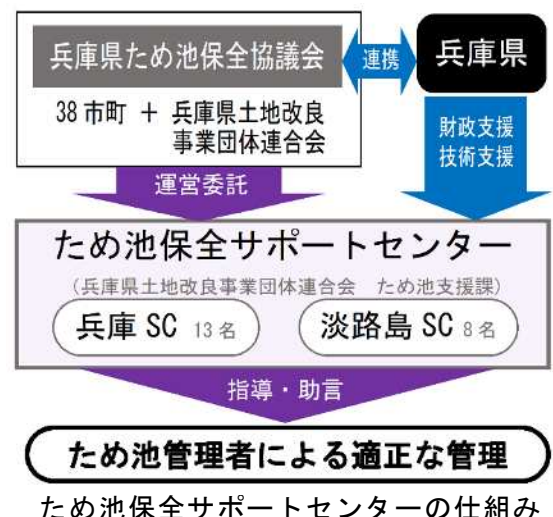 兵庫県ため池保全協議会
連携
兵庫県
38市町 ＋ 兵庫県土地改良
事業団体連合会
財政支援
技術支援
運営委託
ため池保全サポートセンター
（兵庫県土地改良事業団体連合会　ため池支援課）
兵庫 SC 13名
淡路島 SC 8名
指導・助言
ため池管理者による適正な管理
ため池保全サポートセンターの仕組み